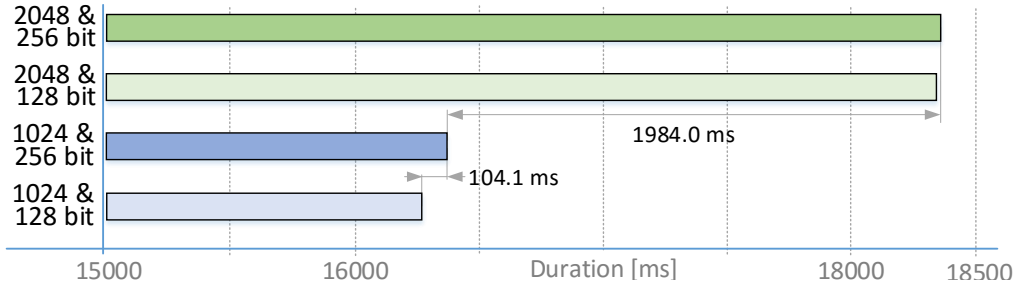 2048 &
256 bit
2048 &
128 bit
1984.0 ms
1024 &
256 bit
104.1 ms
1024 &
128 bit
15000 16000 Duration [ms] 18000 18500